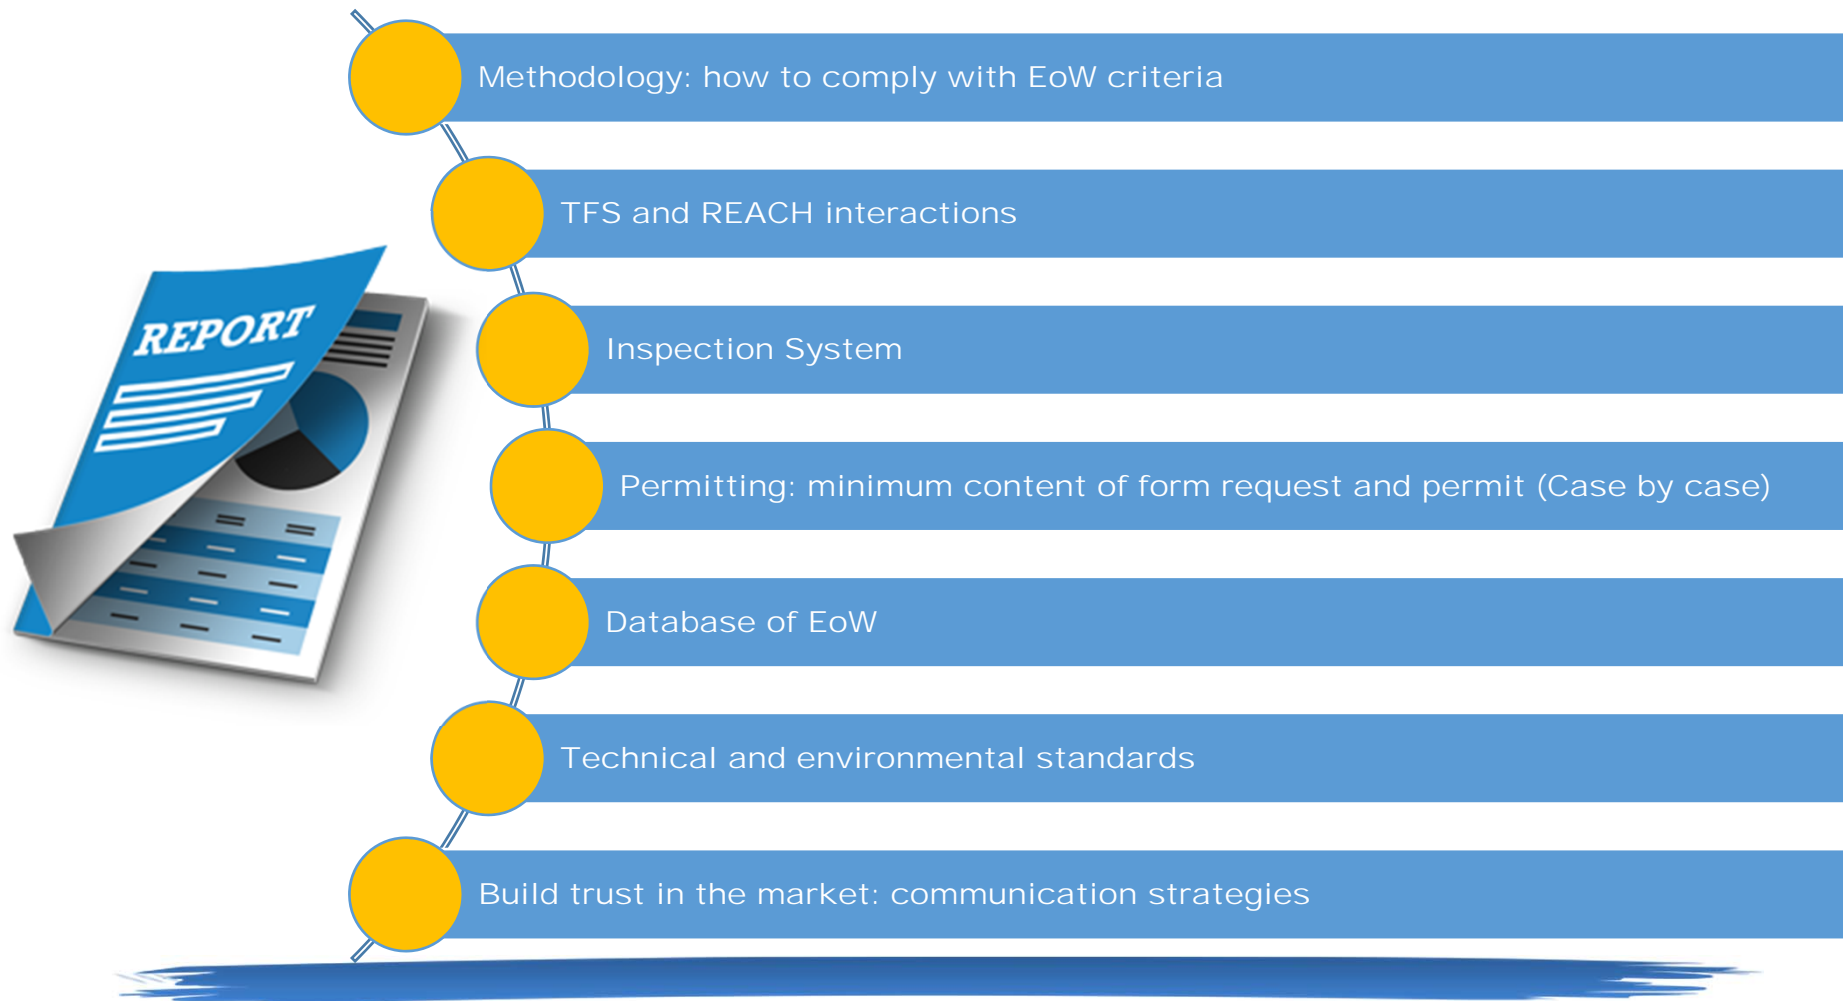 Methodology: how to comply with EoW criteria
TFS and REACH interactions
Inspection System
REPORT
Permitting: minimum content of form request and permit (Case by case)
Database of EoW
Technical and environmental standards
Build trust in the market: communication strategies